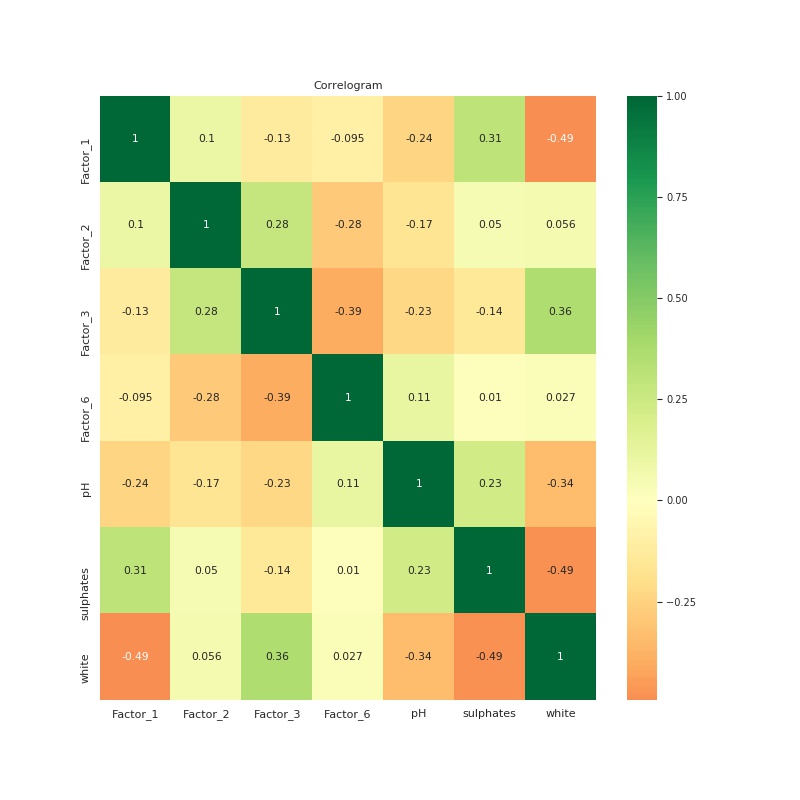 Correlogram
Factor_1 1 0.1 -0.13 -0.095 -0.24 0.31 -0.49
Factor_2 0.1 1 0.28 -0.28 -0.17 0.05 0.056
Factor_3 -0.13 0.28 1 -0.39 -0.23 -0.14 0.36
Factor_6 -0.095 -0.28 -0.39 1 0.11 0.01 0.027
pH -0.24 -0.17 -0.23 0.11 1 0.23 -0.34
sulphates 0.31 0.05 -0.14 0.01 0.23 1 -0.49
white -0.49 0.056 0.36 0.027 -0.34 -0.49 1
Factor_1 Factor_2 Factor_3 Factor_6 pH sulphates white
1.00
0.75
0.50
0.25
0.00
−0.25